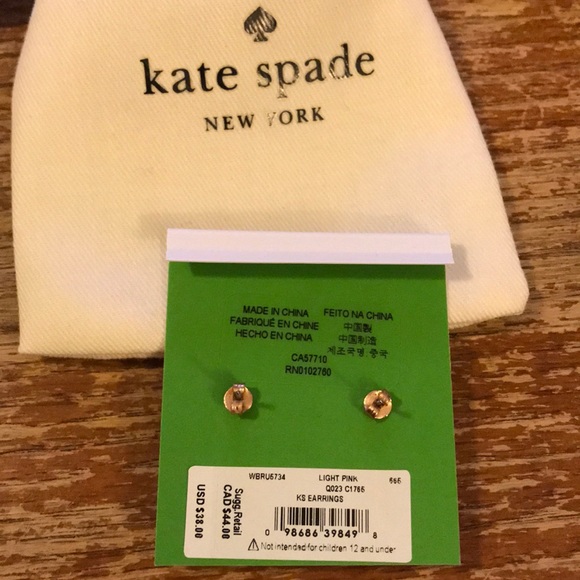 kate spade
NEW YORK
MADE IN CHINA
FABRIQUÉ EN CHINE
HECHO EN CHINA
FEITO NA CHINA
中国製
中国制造
제조국명 중국
CA57710
RN0102760
WBRU5734 LIGHT PINK 665
Q023 C1765
KS EARRINGS
0 98686 39849 8
Not intended for children 12 and under
Sugg.Retail
CAD $44.00
USD $38.00